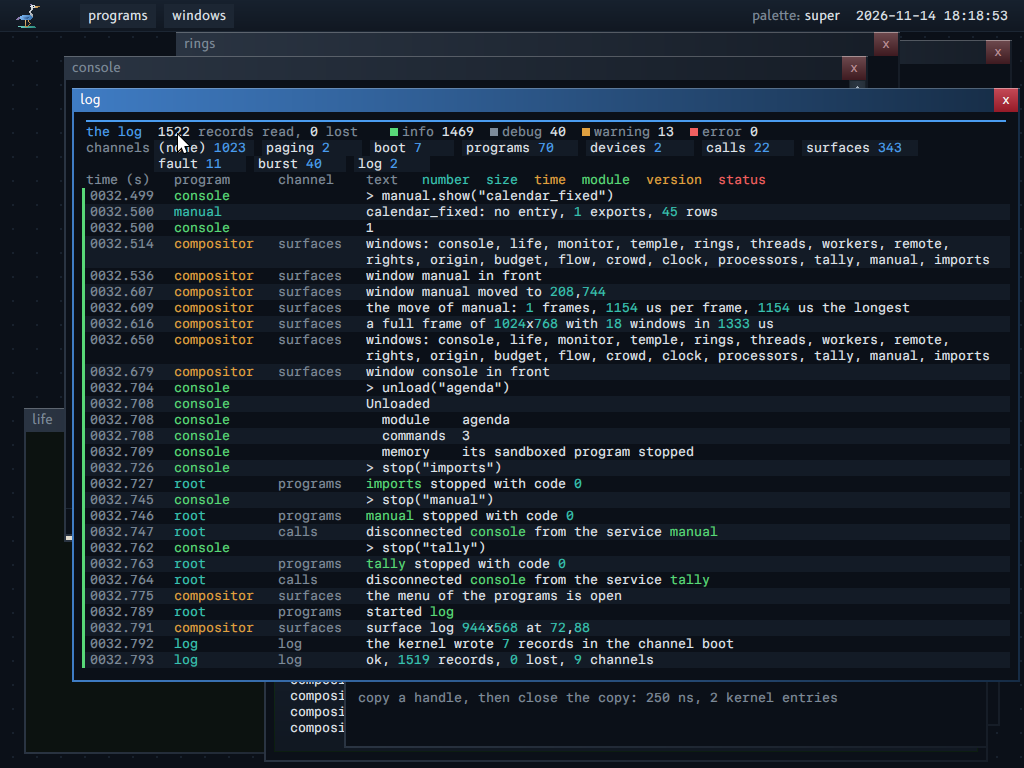 programs windows palette: super 2026-11-14 18:18:53
rings x
x
console x
log x
the log 1522 records read, 0 lost info 1469 debug 40 warning 13 error 0
channels (none) 1023 paging 2 boot 7 programs 70 devices 2 calls 22 surfaces 343
fault 11 burst 40 log 2
time (s) program channel text number size time module version status
0032.499 console > manual.show("calendar_fixed")
0032.500 manual calendar_fixed: no entry, 1 exports, 45 rows
0032.500 console 1
0032.514 compositor surfaces windows: console, life, monitor, temple, rings, threads, workers, remote,
rights, origin, budget, flow, crowd, clock, processors, tally, manual, imports
0032.536 compositor surfaces window manual in front
0032.607 compositor surfaces window manual moved to 208,744
0032.609 compositor surfaces the move of manual: 1 frames, 1154 us per frame, 1154 us the longest
0032.616 compositor surfaces a full frame of 1024x768 with 18 windows in 1333 us
0032.650 compositor surfaces windows: console, life, monitor, temple, rings, threads, workers, remote,
rights, origin, budget, flow, crowd, clock, processors, tally, manual, imports
0032.679 compositor surfaces window console in front
0032.704 console > unload("agenda")
0032.708 console Unloaded
0032.708 console module agenda
0032.708 console commands 3
0032.709 console memory its sandboxed program stopped
0032.726 console > stop("imports")
0032.727 root programs imports stopped with code 0
0032.745 console > stop("manual")
0032.746 root programs manual stopped with code 0
0032.747 root calls disconnected console from the service manual
0032.762 console > stop("tally")
0032.763 root programs tally stopped with code 0
0032.764 root calls disconnected console from the service tally
0032.775 compositor surfaces the menu of the programs is open
0032.789 root programs started log
0032.791 compositor surfaces surface log 944x568 at 72,88
0032.792 log log the kernel wrote 7 records in the channel boot
0032.793 log log ok, 1519 records, 0 lost, 9 channels
life
composi
composi copy a handle, then close the copy: 250 ns, 2 kernel entries
composi
composi